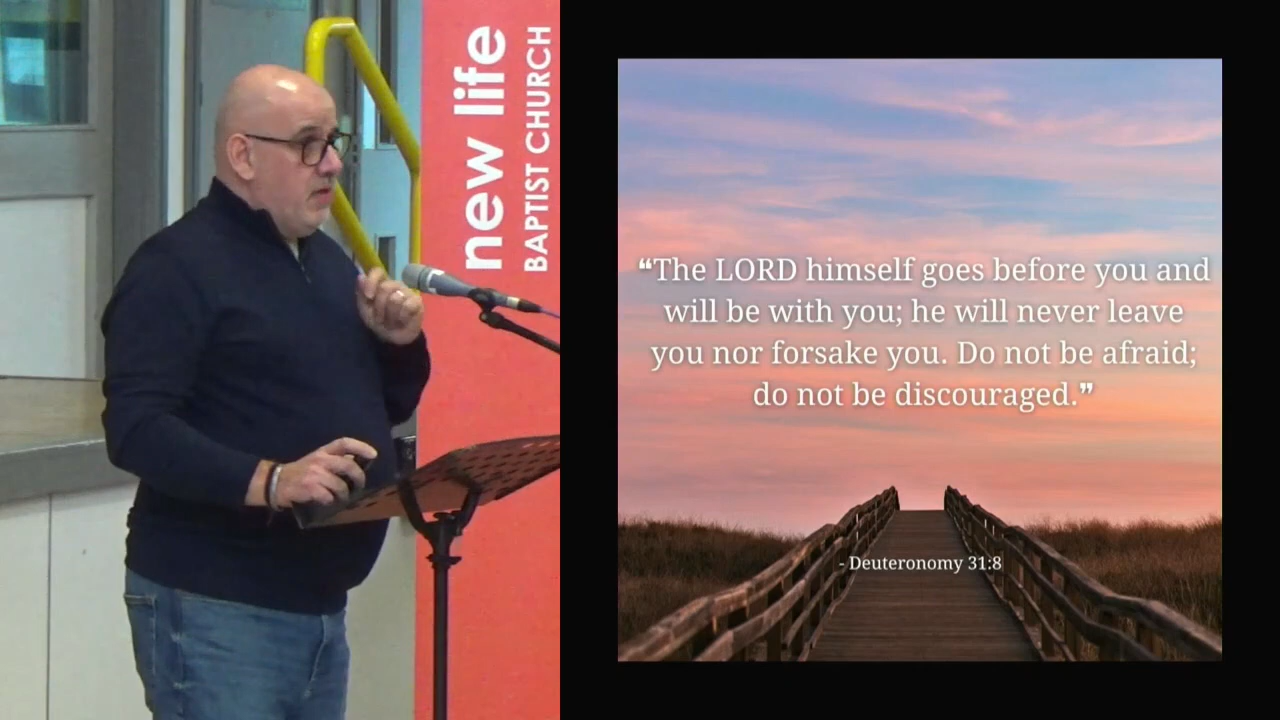 new life
BAPTIST CHURCH
❝The LORD himself goes before you and
will be with you; he will never leave
you nor forsake you. Do not be afraid;
do not be discouraged.❞
- Deuteronomy 31:8